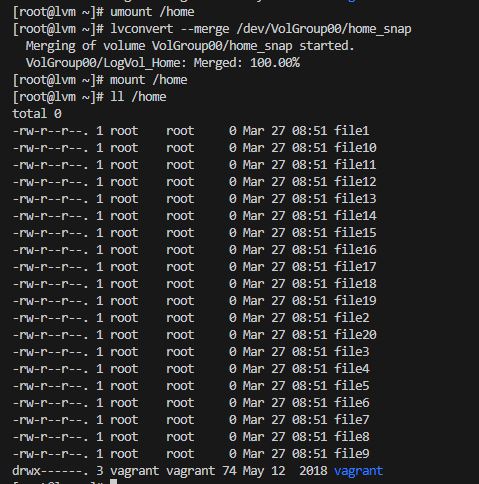 [root@lvm ~]# umount /home
[root@lvm ~]# lvconvert --merge /dev/VolGroup00/home_snap
  Merging of volume VolGroup00/home_snap started.
  VolGroup00/LogVol_Home: Merged: 100.00%
[root@lvm ~]# mount /home
[root@lvm ~]# ll /home
total 0
-rw-r--r--. 1 root    root     0 Mar 27 08:51 file1
-rw-r--r--. 1 root    root     0 Mar 27 08:51 file10
-rw-r--r--. 1 root    root     0 Mar 27 08:51 file11
-rw-r--r--. 1 root    root     0 Mar 27 08:51 file12
-rw-r--r--. 1 root    root     0 Mar 27 08:51 file13
-rw-r--r--. 1 root    root     0 Mar 27 08:51 file14
-rw-r--r--. 1 root    root     0 Mar 27 08:51 file15
-rw-r--r--. 1 root    root     0 Mar 27 08:51 file16
-rw-r--r--. 1 root    root     0 Mar 27 08:51 file17
-rw-r--r--. 1 root    root     0 Mar 27 08:51 file18
-rw-r--r--. 1 root    root     0 Mar 27 08:51 file19
-rw-r--r--. 1 root    root     0 Mar 27 08:51 file2
-rw-r--r--. 1 root    root     0 Mar 27 08:51 file20
-rw-r--r--. 1 root    root     0 Mar 27 08:51 file3
-rw-r--r--. 1 root    root     0 Mar 27 08:51 file4
-rw-r--r--. 1 root    root     0 Mar 27 08:51 file5
-rw-r--r--. 1 root    root     0 Mar 27 08:51 file6
-rw-r--r--. 1 root    root     0 Mar 27 08:51 file7
-rw-r--r--. 1 root    root     0 Mar 27 08:51 file8
-rw-r--r--. 1 root    root     0 Mar 27 08:51 file9
drwx------. 3 vagrant vagrant 74 May 12  2018 vagrant
[root@lvm ~]#